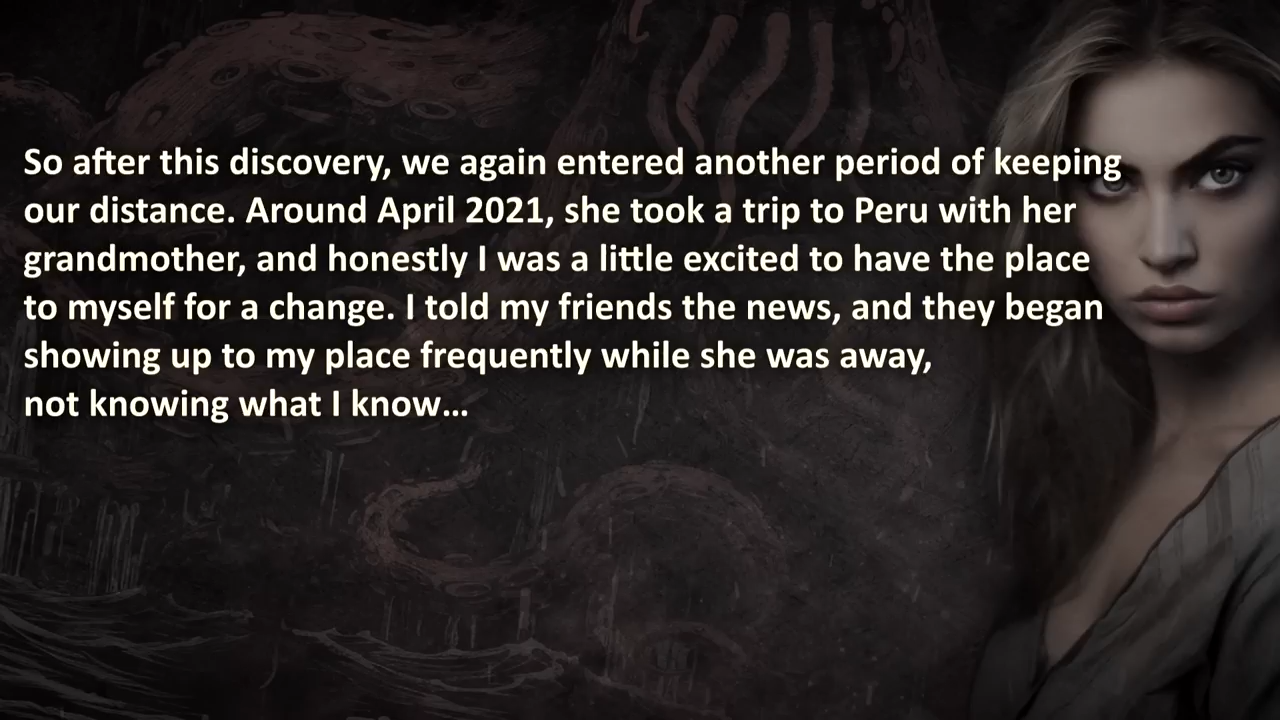 So after this discovery, we again entered another period of keeping
our distance. Around April 2021, she took a trip to Peru with her
grandmother, and honestly I was a little excited to have the place
to myself for a change. I told my friends the news, and they began
showing up to my place frequently while she was away,
not knowing what I know...